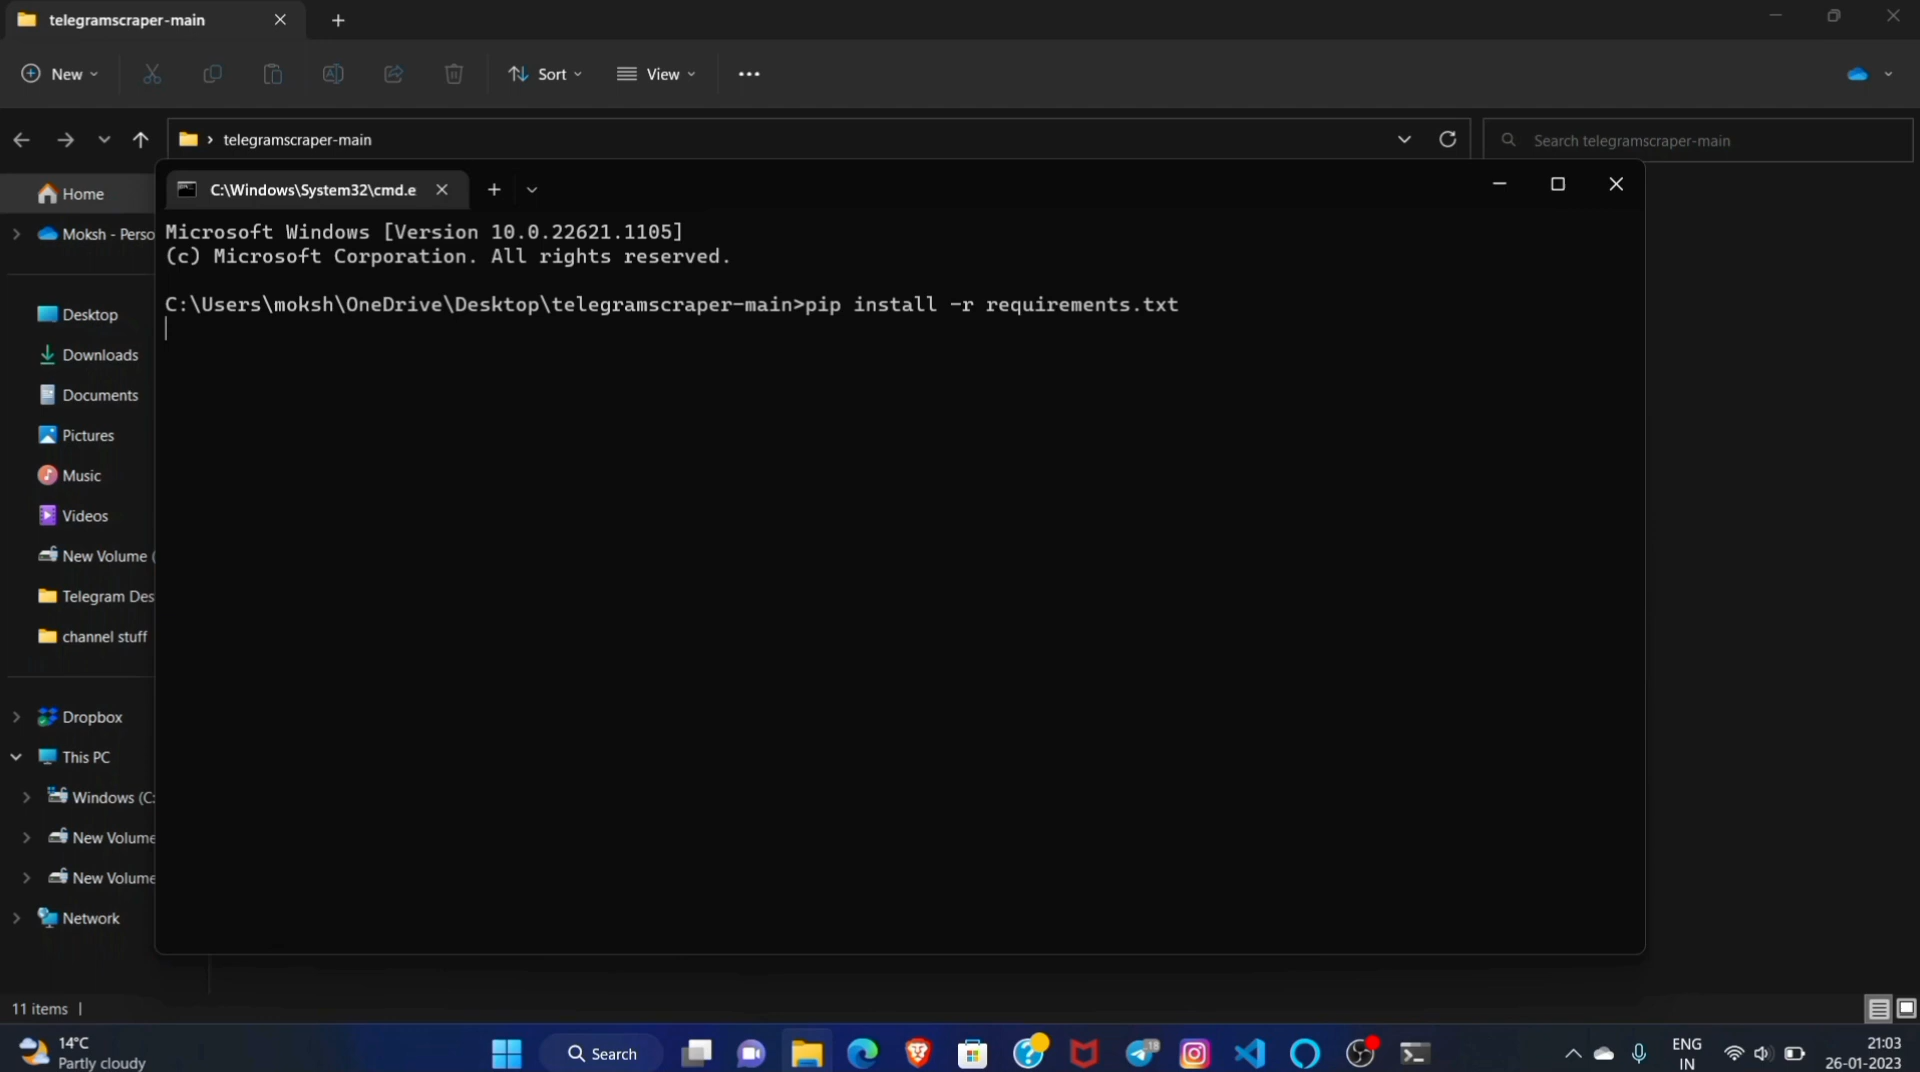 telegramscraper-main
New
Sort
View
telegramscraper-main
Search telegramscraper-main
Home
Moksh - Perso
Desktop
Downloads
Documents
Pictures
Music
Videos
New Volume (
Telegram Des
channel stuff
Dropbox
This PC
Windows (C:
New Volume
New Volume
Network
C:\Windows\System32\cmd.e
Microsoft Windows [Version 10.0.22621.1105]
(c) Microsoft Corporation. All rights reserved.
C:\Users\moksh\OneDrive\Desktop\telegramscraper-main>pip install -r requirements.txt
11 items
14°C
Partly cloudy
Search
ENG
IN
21:03
26-01-2023